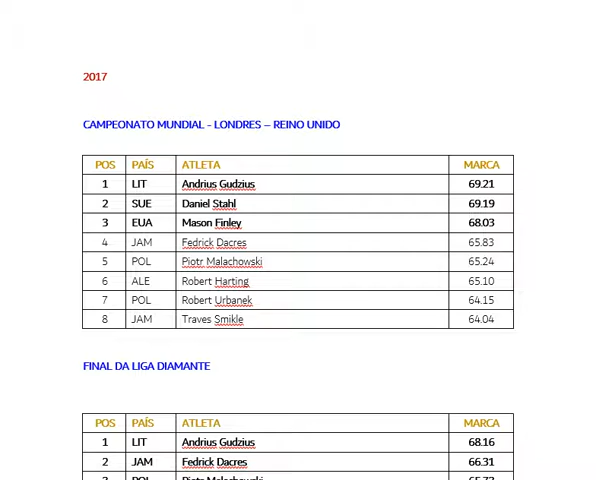 2017
CAMPEONATO MUNDIAL - LONDRES – REINO UNIDO
POS PAÍS ATLETA MARCA
1 LIT Andrius Gudzius 69.21
2 SUE Daniel Stahl 69.19
3 EUA Mason Finley 68.03
4 JAM Fedrick Dacres 65.83
5 POL Piotr Malachowski 65.24
6 ALE Robert Harting 65.10
7 POL Robert Urbanek 64.15
8 JAM Traves Smikle 64.04
FINAL DA LIGA DIAMANTE
POS PAÍS ATLETA MARCA
1 LIT Andrius Gudzius 68.16
2 JAM Fedrick Dacres 66.31
3 POL Piotr Malachowski